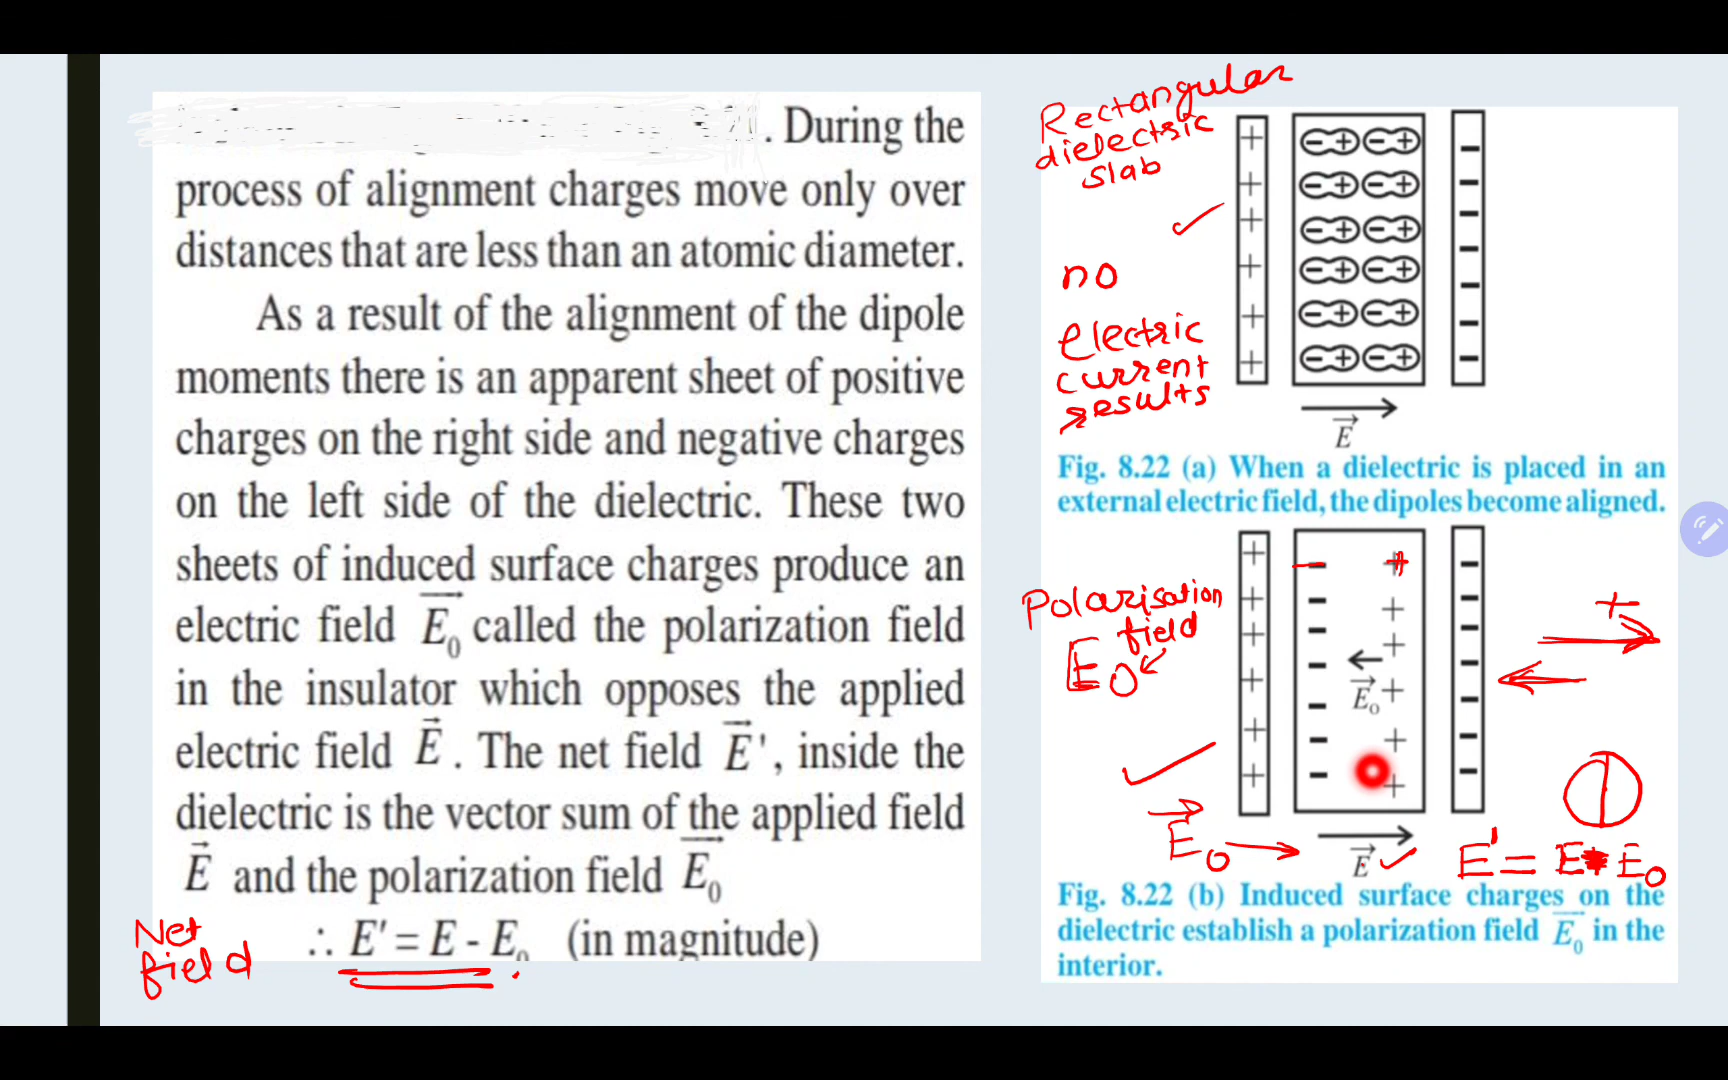 . During the
process of alignment charges move only over
distances that are less than an atomic diameter.
As a result of the alignment of the dipole
moments there is an apparent sheet of positive
charges on the right side and negative charges
on the left side of the dielectric. These two
sheets of induced surface charges produce an
electric field E₀ called the polarization field
in the insulator which opposes the applied
electric field E. The net field E', inside the
dielectric is the vector sum of the applied field
E and the polarization field E₀
∴ E' = E - E₀ (in magnitude)
Net
field
Rectangular
dielectric
slab
no
electric
current
results
E
Fig. 8.22 (a) When a dielectric is placed in an
external electric field, the dipoles become aligned.
Polarisation
field
E₀
E₀
E₀
E
E' = E E₀
Fig. 8.22 (b) Induced surface charges on the
dielectric establish a polarization field E₀ in the
interior.